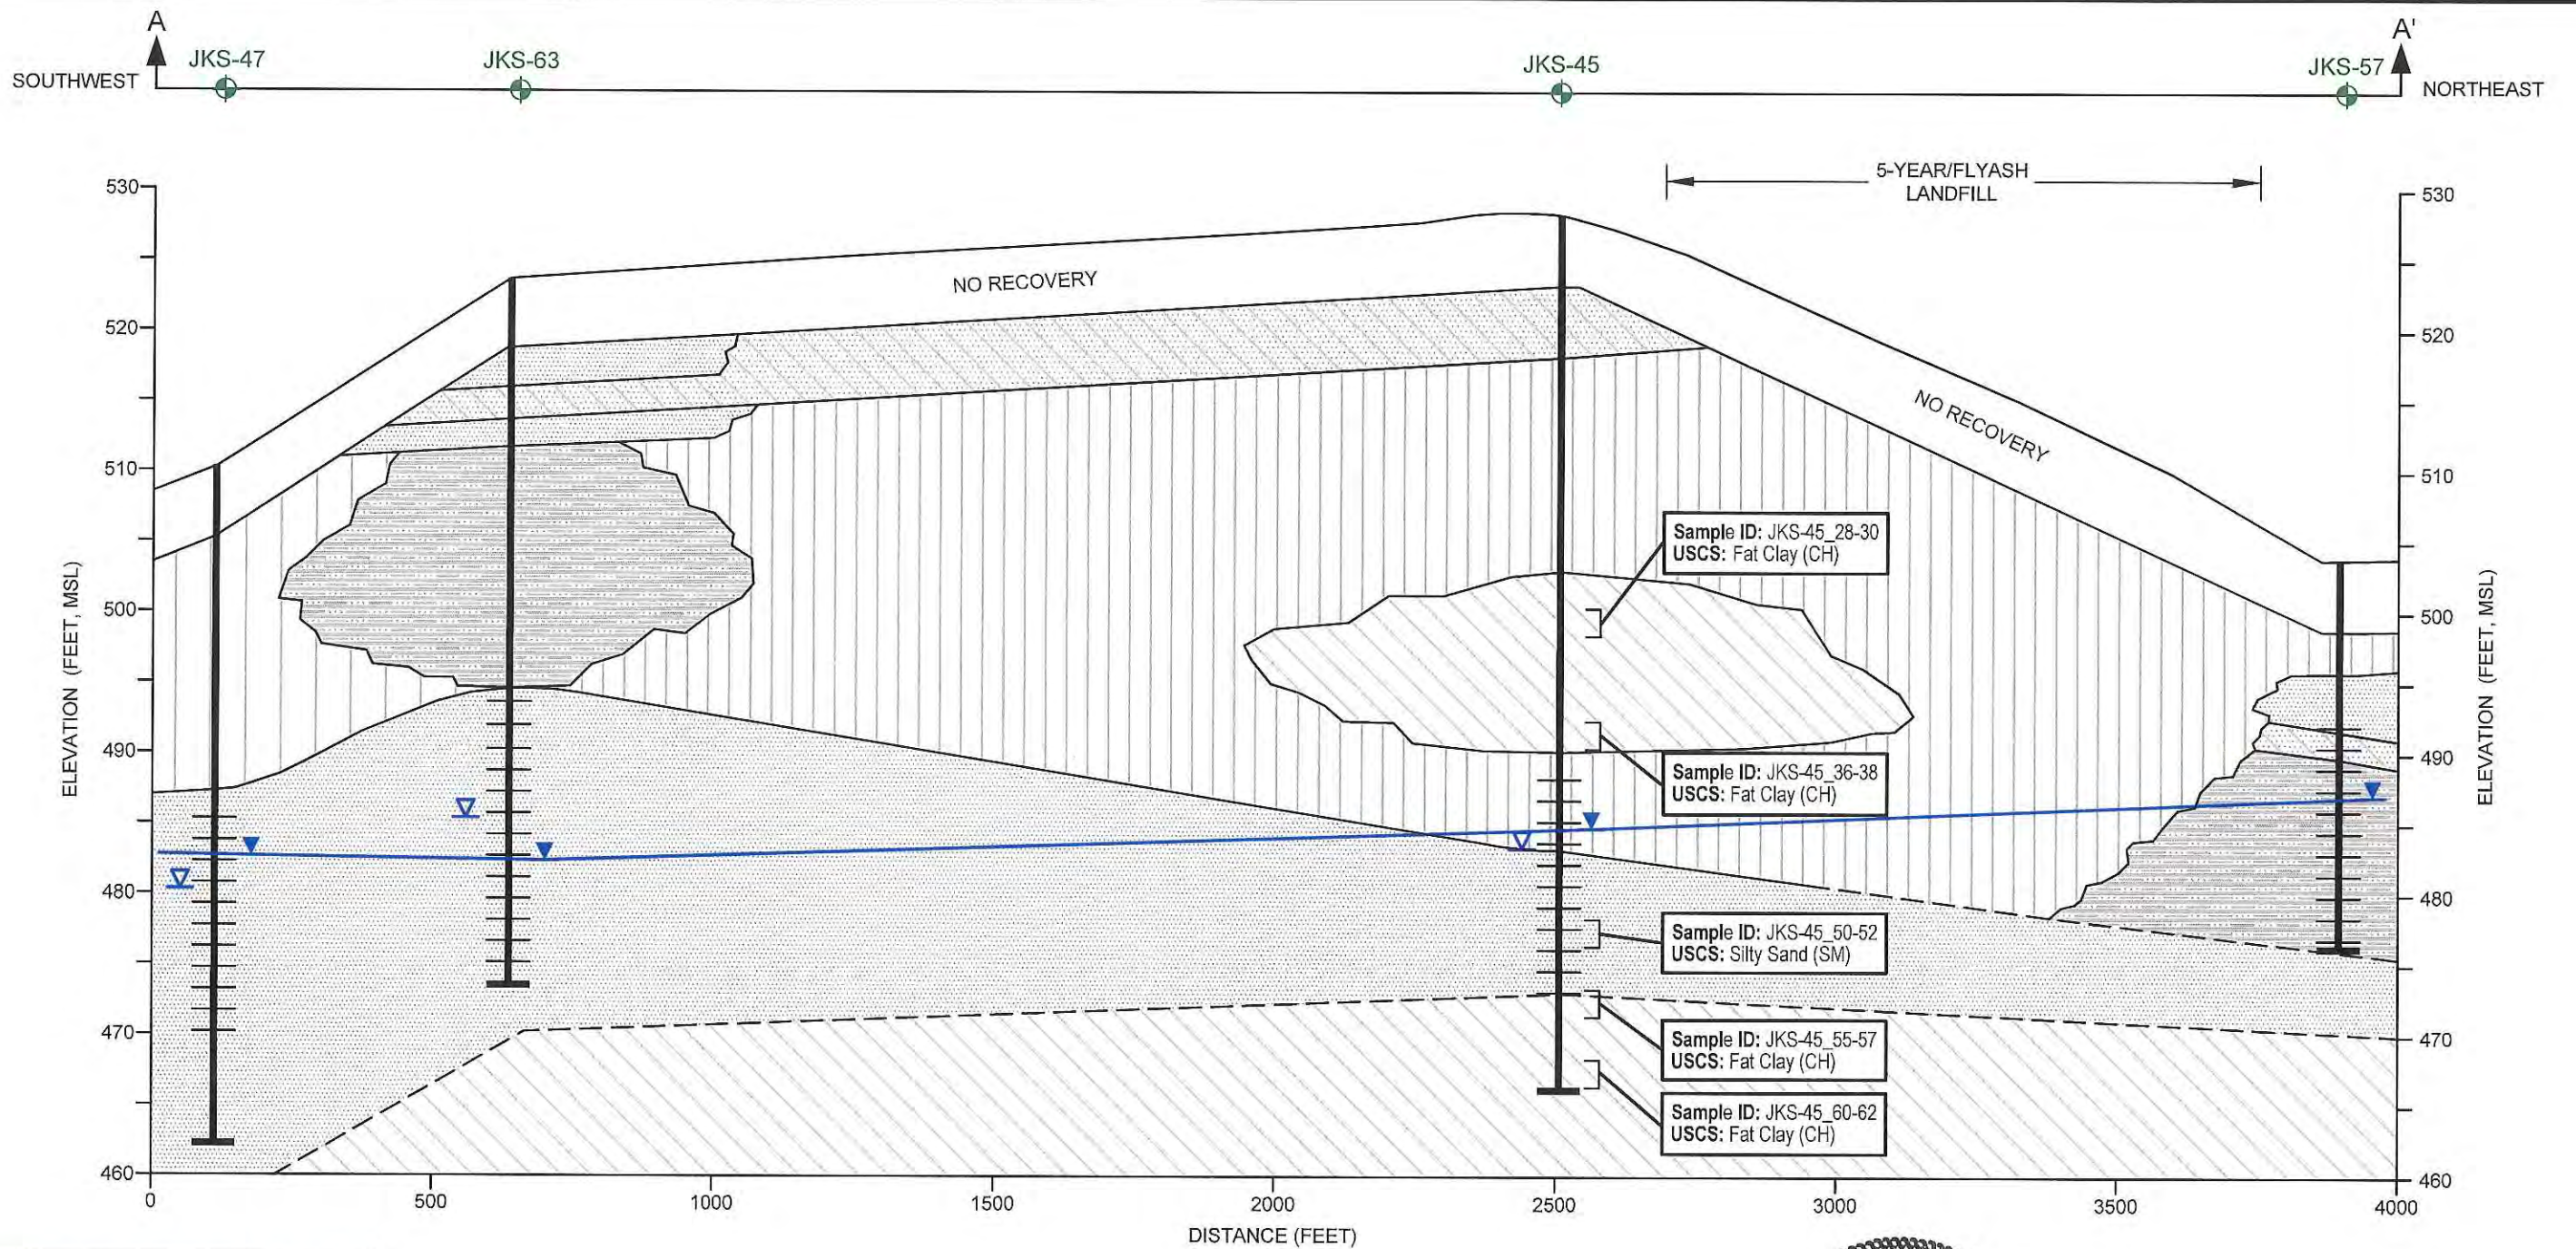 A
A'
JKS-47
JKS-63
JKS-45
JKS-57
SOUTHWEST
NORTHEAST
5-YEAR/FLYASH
LANDFILL
530
520
510
500
490
480
470
460
ELEVATION (FEET, MSL)
NO RECOVERY
NO RECOVERY
Sample ID: JKS-45_28-30
USCS: Fat Clay (CH)
Sample ID: JKS-45_36-38
USCS: Fat Clay (CH)
Sample ID: JKS-45_50-52
USCS: Silty Sand (SM)
Sample ID: JKS-45_55-57
USCS: Fat Clay (CH)
Sample ID: JKS-45_60-62
USCS: Fat Clay (CH)
530
520
510
500
490
480
470
460
ELEVATION (FEET, MSL)
0
500
1000
1500
2000
2500
3000
3500
4000
DISTANCE (FEET)